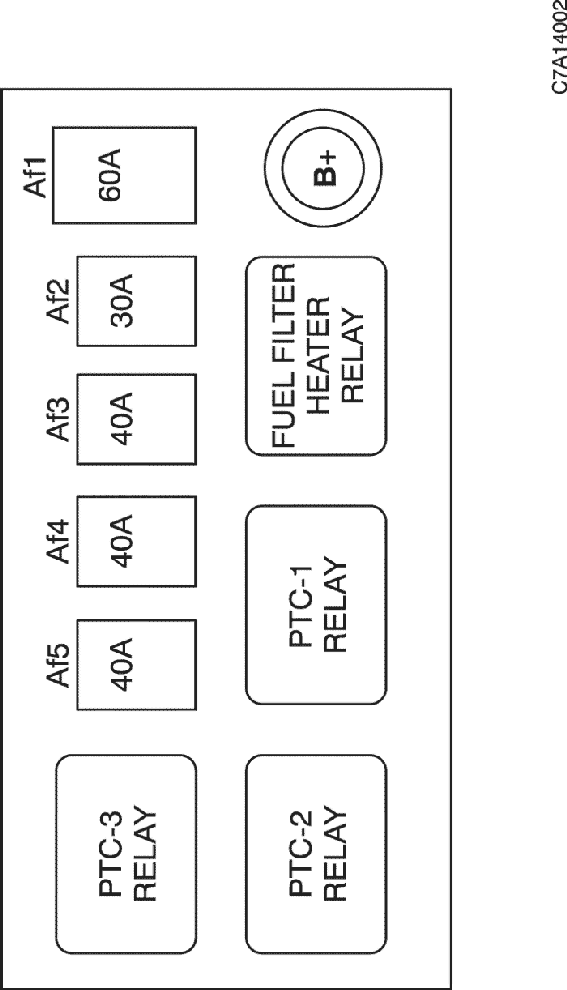 Af5
Af4
Af3
Af2
Af1
PTC-3
RELAY
40A
40A
40A
30A
60A
PTC-2
RELAY
PTC-1
RELAY
FUEL FILTER
HEATER
RELAY
B+
C7A14002